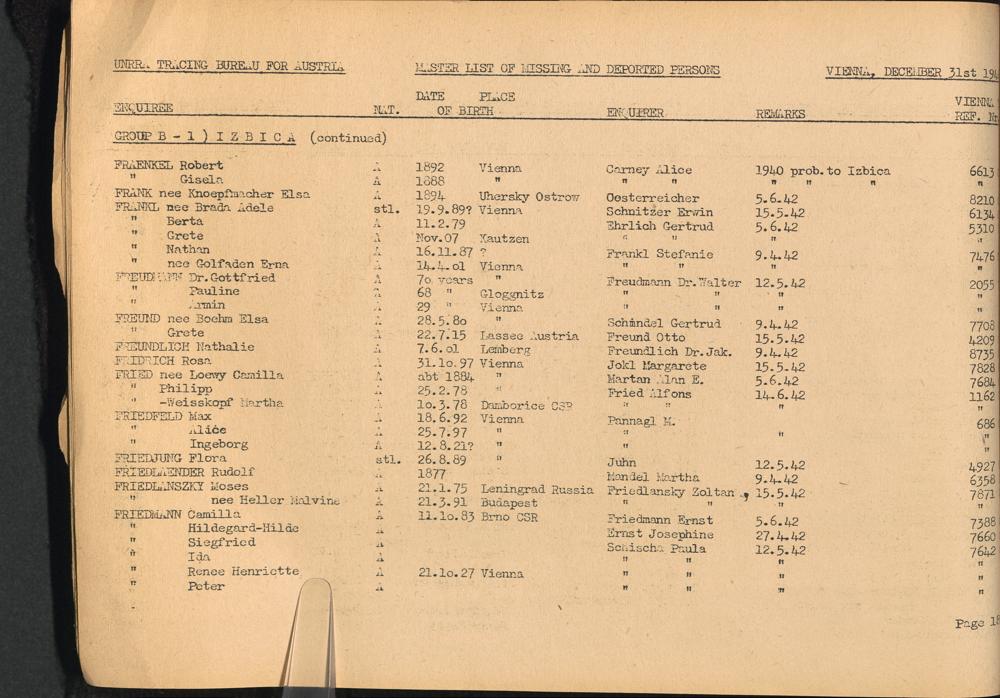 UNRRA TRACING BUREAU FOR AUSTRIA MASTER LIST OF MISSING AND DEPORTED PERSONS VIENNA, DECEMBER 31st 194
DATE PLACE VIENNA
ENQUIREE NAT. OF BIRTH ENQUIRER REMARKS REF. Nr
GROUP B - 1 ) I Z B I C A (continued)
FRAENKEL Robert A 1892 Vienna Carney Alice 1940 prob. to Izbica 6613
" Gisela A 1888 " " " " " " "
FRANK nee Knoepfmacher Elsa A 1894 Uhersky Ostrow Oesterreicher 5.6.42 8210
FRANKL nee Brada Adele stl. 19.9.89? Vienna Schnitzer Erwin 15.5.42 6134
" Berta A 11.2.79 Ehrlich Gertrud 5.6.42 5310
" Grete A Nov.07 Kautzen " " " "
" Nathan A 16.11.87 ? Frankl Stefanie 9.4.42 7476
" nee Golfaden Erna A 14.4.01 Vienna " " " "
FREUDMANN Dr.Gottfried A 70 years " Freudmann Dr.Walter 12.5.42 2055
" Pauline A 68 " Gloggnitz " " " "
" Armin A 29 " Vienna " " " "
FREUND nee Boehm Elsa A 28.5.80 " Schindel Gertrud 9.4.42 7708
" Grete A 22.7.15 Lassee Austria Freund Otto 15.5.42 4209
FREUNDLICH Nathalie A 7.6.01 Lemberg Freundlich Dr.Jak. 9.4.42 8735
FRIDRICH Rosa A 31.10.97 Vienna Jokl Margarete 15.5.42 7828
FRIED nee Loewy Camilla A abt 1884 " Martan Alan E. 5.6.42 7684
" Philipp A 25.2.78 " Fried Alfons 14.6.42 1162
" -Weisskopf Martha A 10.3.78 Damborice CSR " " " "
FRIEDFELD Max A 18.6.92 Vienna Pannagl M. 686
" Alice A 25.7.97 " " " "
" Ingeborg A 12.8.21? " " "
FRIEDJUNG Flora stl. 26.8.89 " Juhn 12.5.42 4927
FRIEDLAENDER Rudolf A 1877 Mandel Martha 9.4.42 6358
FRIEDLANSZKY Moses A 21.1.75 Leningrad Russia Friedlansky Zoltan , 15.5.42 7871
" nee Heller Malvine A 21.3.91 Budapest " " " "
FRIEDMANN Camilla A 11.10.83 Brno CSR Friedmann Ernst 5.6.42 7388
" Hildegard-Hilde A Ernst Josephine 27.4.42 7660
" Siegfried A Schischa Paula 12.5.42 7642
" Ida A " " " "
" Renee Henriette A 21.10.27 Vienna " " " "
" Peter A " " " "
Page 18